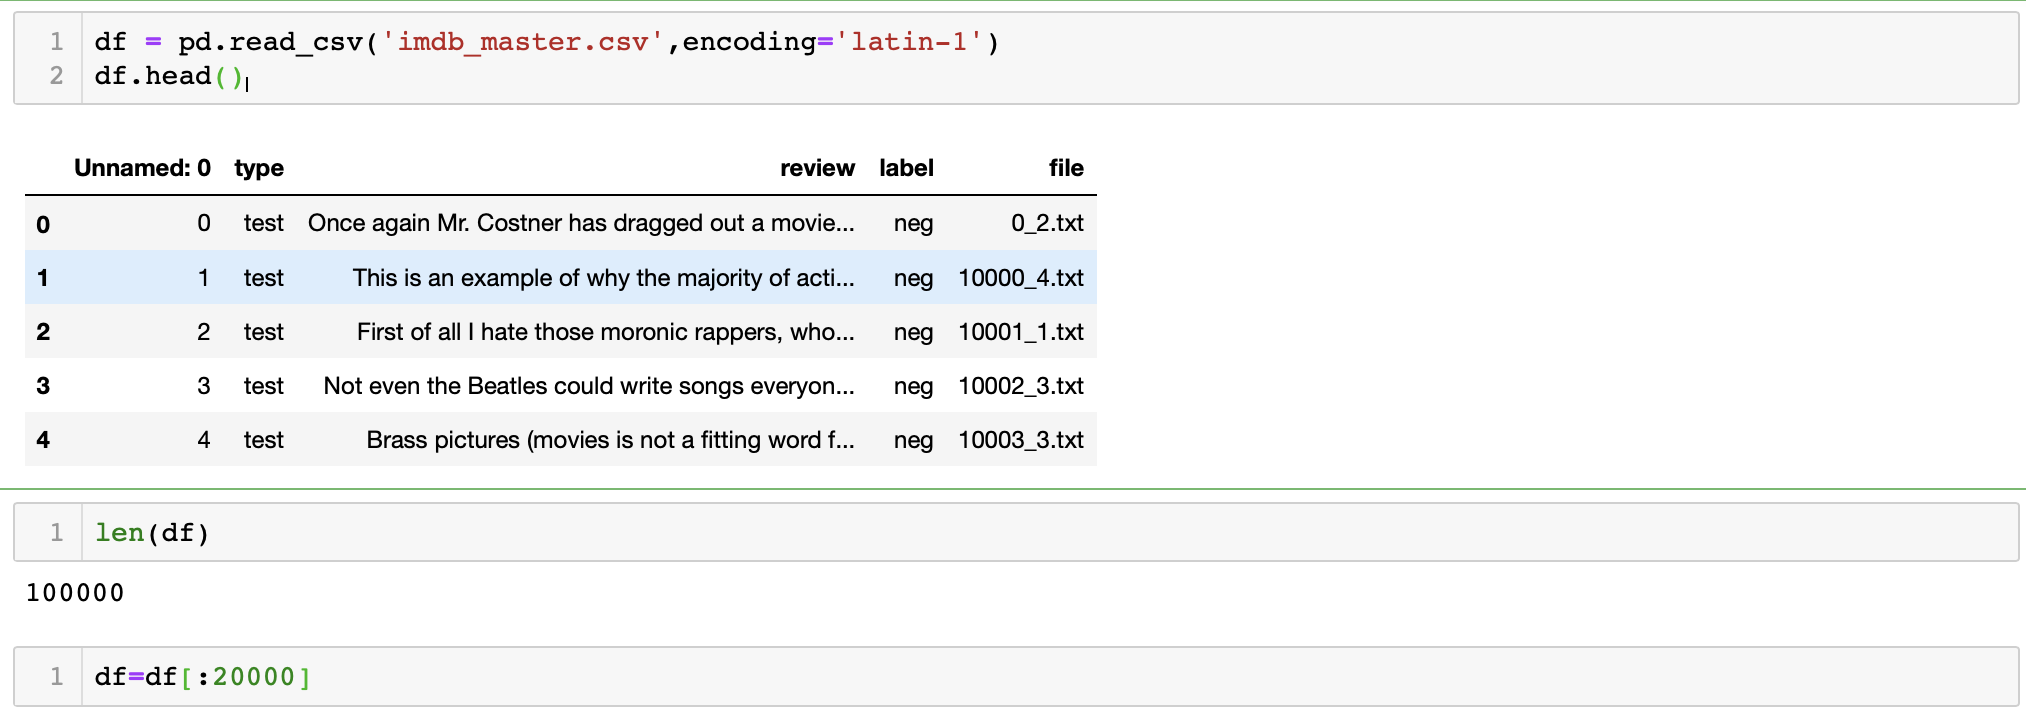 1 df = pd.read_csv('imdb_master.csv',encoding='latin-1')
2 df.head()
Unnamed: 0 type review label file
0 0 test Once again Mr. Costner has dragged out a movie... neg 0_2.txt
1 1 test This is an example of why the majority of acti... neg 10000_4.txt
2 2 test First of all I hate those moronic rappers, who... neg 10001_1.txt
3 3 test Not even the Beatles could write songs everyon... neg 10002_3.txt
4 4 test Brass pictures (movies is not a fitting word f... neg 10003_3.txt
1 len(df)
100000
1 df=df[:20000]